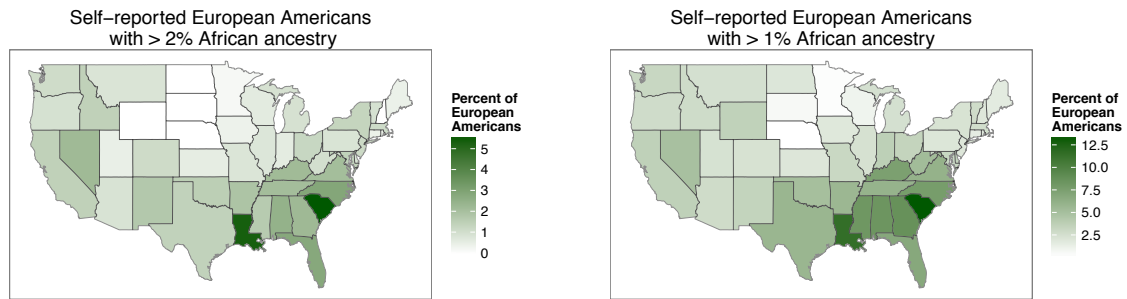 Self−reported European Americans
with > 2% African ancestry
Percent of
European
Americans
5
4
3
2
1
0
Self−reported European Americans
with > 1% African ancestry
Percent of
European
Americans
12.5
10.0
7.5
5.0
2.5